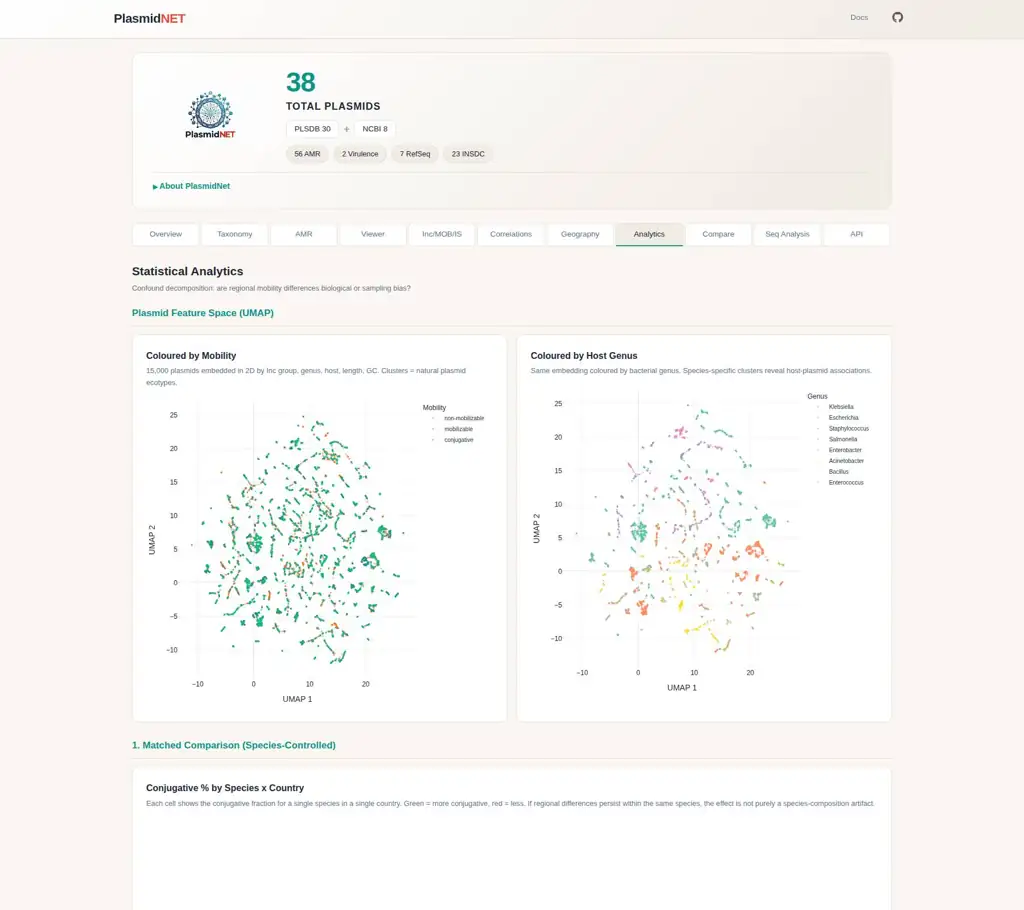 PlasmidNET
Docs
PlasmidNET
38
TOTAL PLASMIDS
PLSDB 30 + NCBI 8
56 AMR 2 Virulence 7 RefSeq 23 INSDC
▶ About PlasmidNet
Overview Taxonomy AMR Viewer Inc/MOB/IS Correlations Geography Analytics Compare Seq Analysis API
Statistical Analytics
Confound decomposition: are regional mobility differences biological or sampling bias?
Plasmid Feature Space (UMAP)
Coloured by Mobility
15,000 plasmids embedded in 2D by Inc group, genus, host, length, GC. Clusters = natural plasmid
ecotypes.
Mobility
non-mobilizable
mobilizable
conjugative
25
20
15
10
5
0
−5
−10
UMAP 2
−10 0 10 20
UMAP 1
Coloured by Host Genus
Same embedding coloured by bacterial genus. Species-specific clusters reveal host-plasmid associations.
Genus
Klebsiella
Escherichia
Staphylococcus
Salmonella
Enterobacter
Acinetobacter
Bacillus
Enterococcus
25
20
15
10
5
0
−5
−10
UMAP 2
−10 0 10 20
UMAP 1
1. Matched Comparison (Species-Controlled)
Conjugative % by Species x Country
Each cell shows the conjugative fraction for a single species in a single country. Green = more conjugative, red = less. If regional differences persist within the same species, the effect is not purely a species-composition artifact.